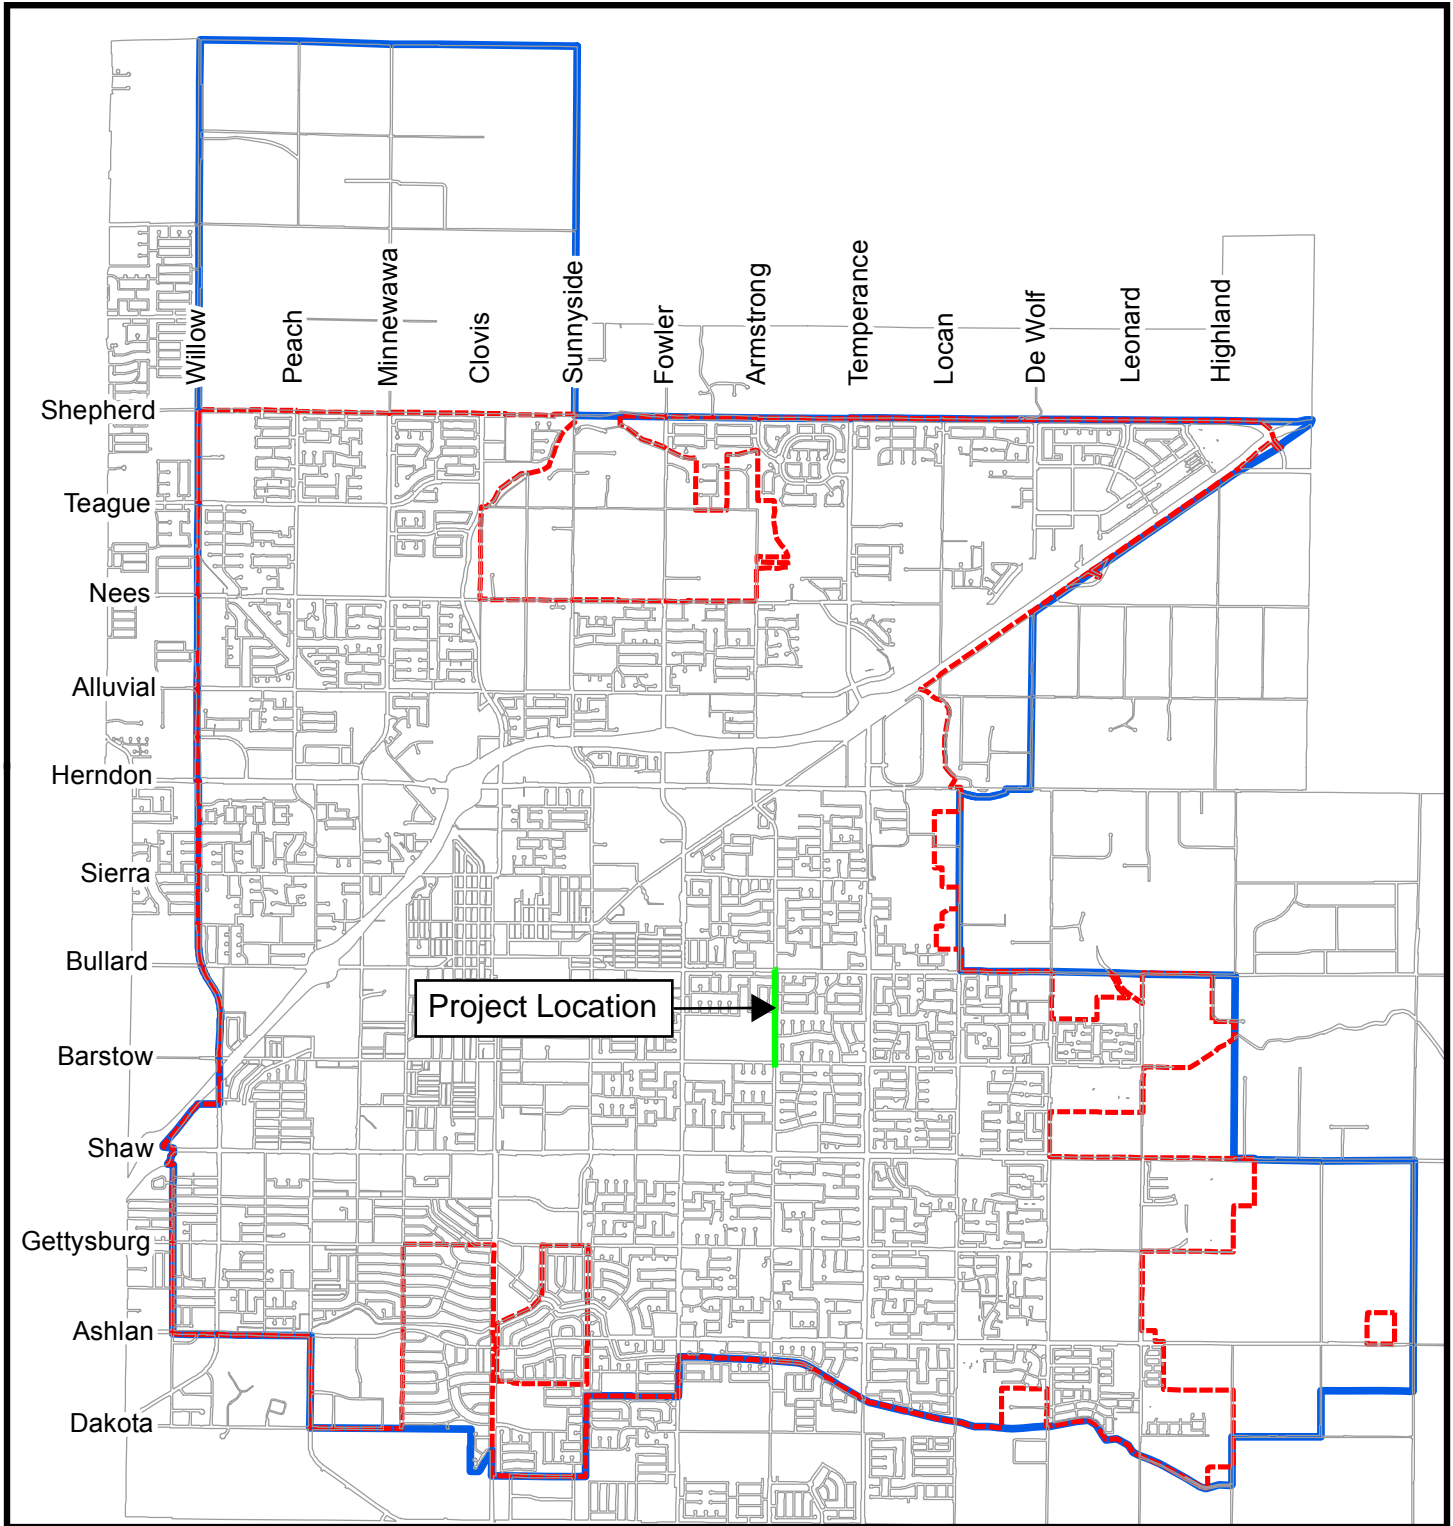 Willow
Peach
Minnewawa
Clovis
Sunnyside
Fowler
Armstrong
Temperance
Locan
De Wolf
Leonard
Highland
Shepherd
Teague
Nees
Alluvial
Herndon
Sierra
Bullard
Project Location
Barstow
Shaw
Gettysburg
Ashlan
Dakota